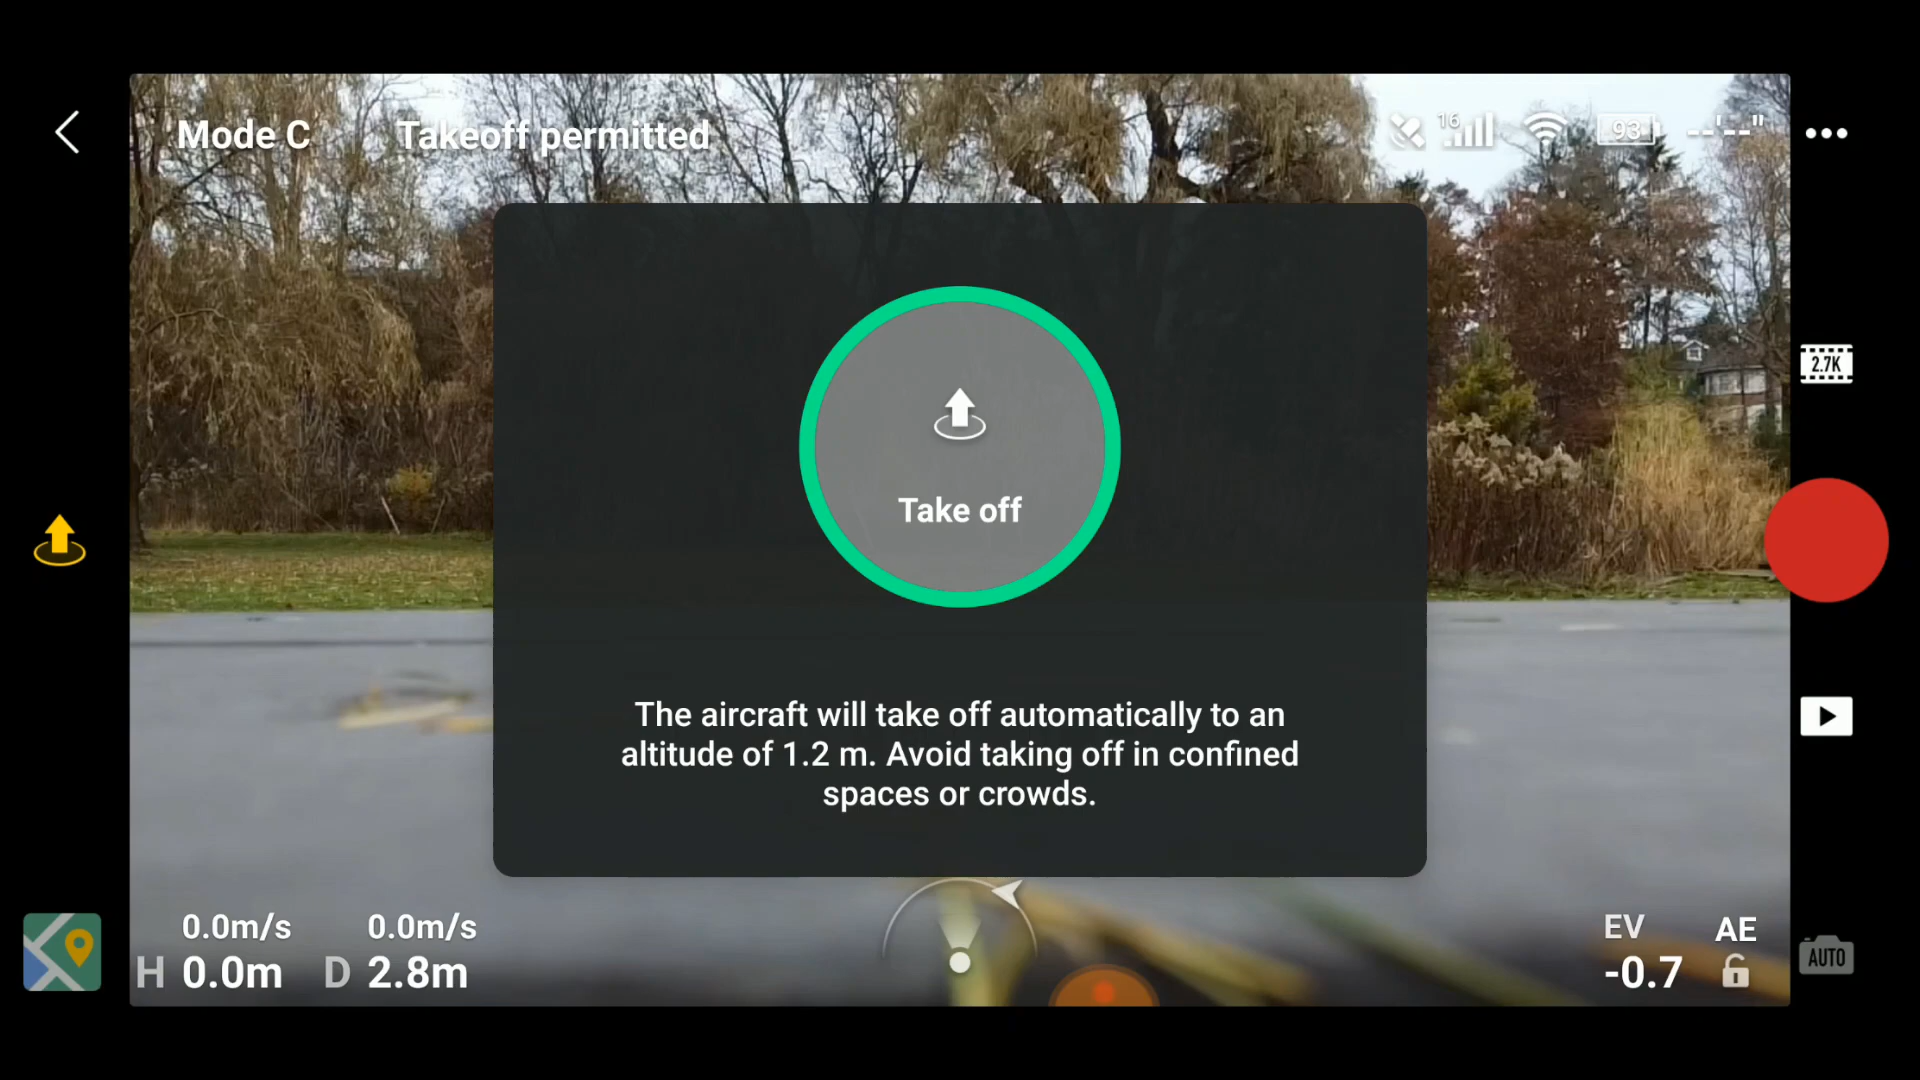 Mode C
Takeoff permitted
16
93
--'--"
2.7K
Take off
The aircraft will take off automatically to an
altitude of 1.2 m. Avoid taking off in confined
spaces or crowds.
0.0m/s 0.0m/s
H 0.0m D 2.8m
EV AE
-0.7
AUTO